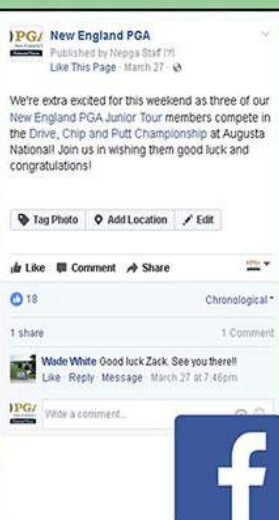 PGA New England PGA
Published by Nepga Staff [?]
Like This Page · March 27 ·
We're extra excited for this weekend as three of our
New England PGA Junior Tour members compete in
the Drive, Chip and Putt Championship at Augusta
National! Join us in wishing them good luck and
congratulations!
Tag Photo Add Location Edit
Like Comment Share
18 Chronological
1 share 1 Comment
Wade White Good luck Zack. See you there!!
Like · Reply · Message · March 27 at 7:46pm
PGA Write a comment...
f